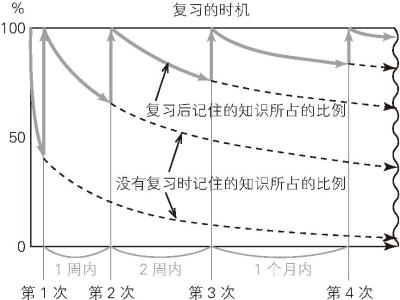 复习的时机
%
100
复习后记住的知识所占的比例
50
没有复习时记住的知识所占的比例
0
1周内 2周内 1个月内
第1次 第2次 第3次 第4次